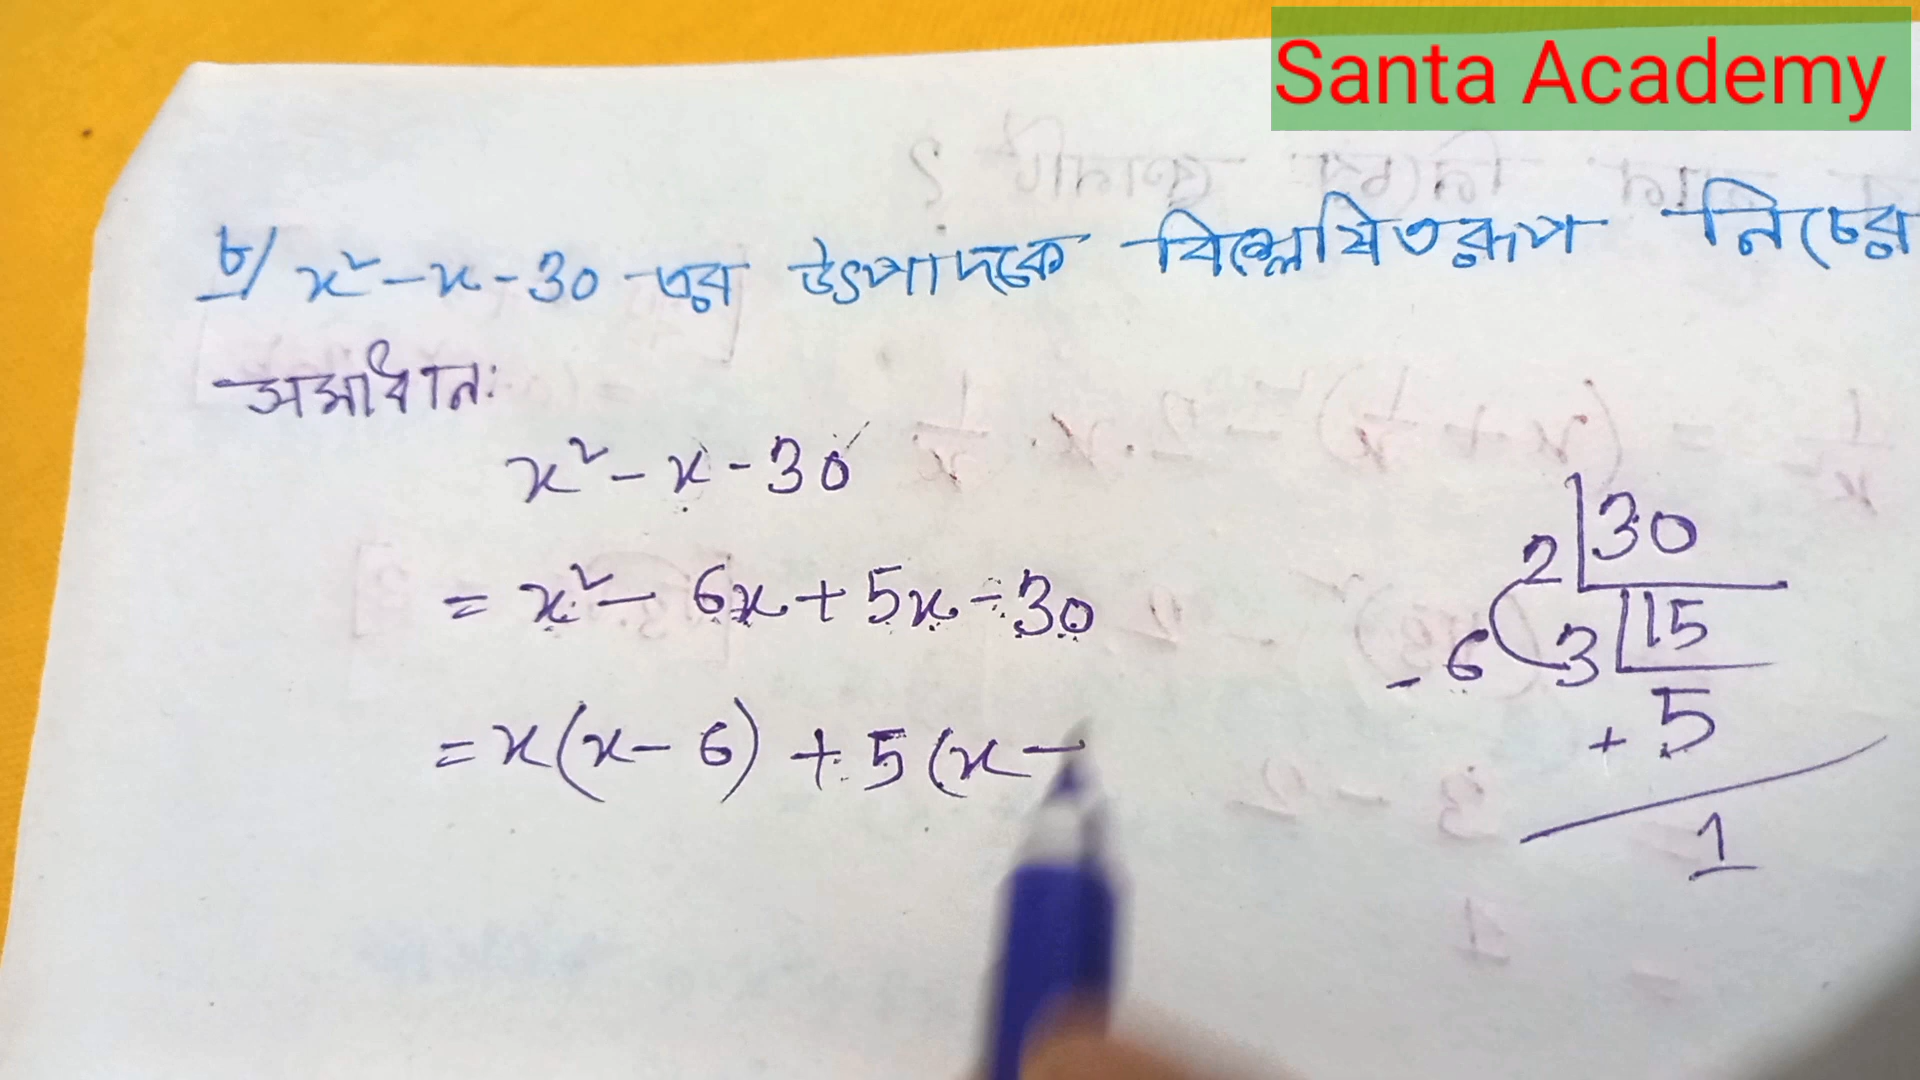 Santa Academy
৮/ x² - x - 30 এর উৎপাদকে বিশ্লেষিতরূপ নিচের
সমাধান:
x² - x - 30
= x² - 6x + 5x - 30
= x(x - 6) + 5(x -
2 | 30
3 | 15
- 6
+ 5
1